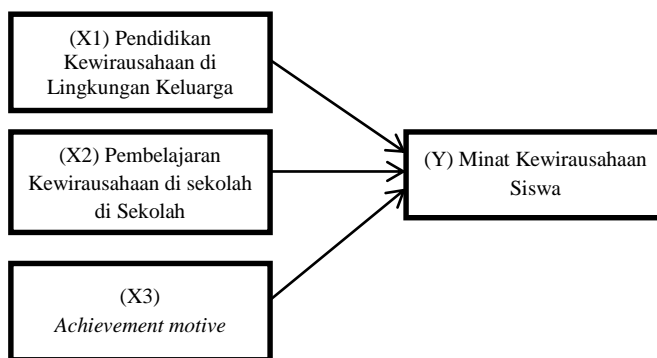 (X1) Pendidikan
Kewirausahaan di
Lingkungan Keluarga
(X2) Pembelajaran
Kewirausahaan di sekolah
di Sekolah
(X3)
Achievement motive
(Y) Minat Kewirausahaan
Siswa